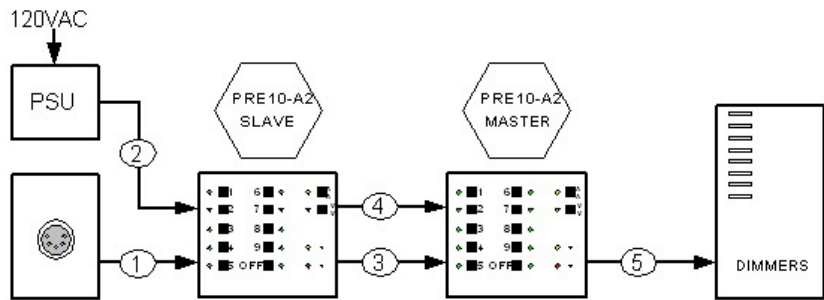 120VAC
PSU
PRE10-A2
SLAVE
PRE10-A2
MASTER
2
1 6
2 7
3 8
4 9
5 OFF
4
1 6
2 7
3 8
4 9
5 OFF
1
3
5
DIMMERS